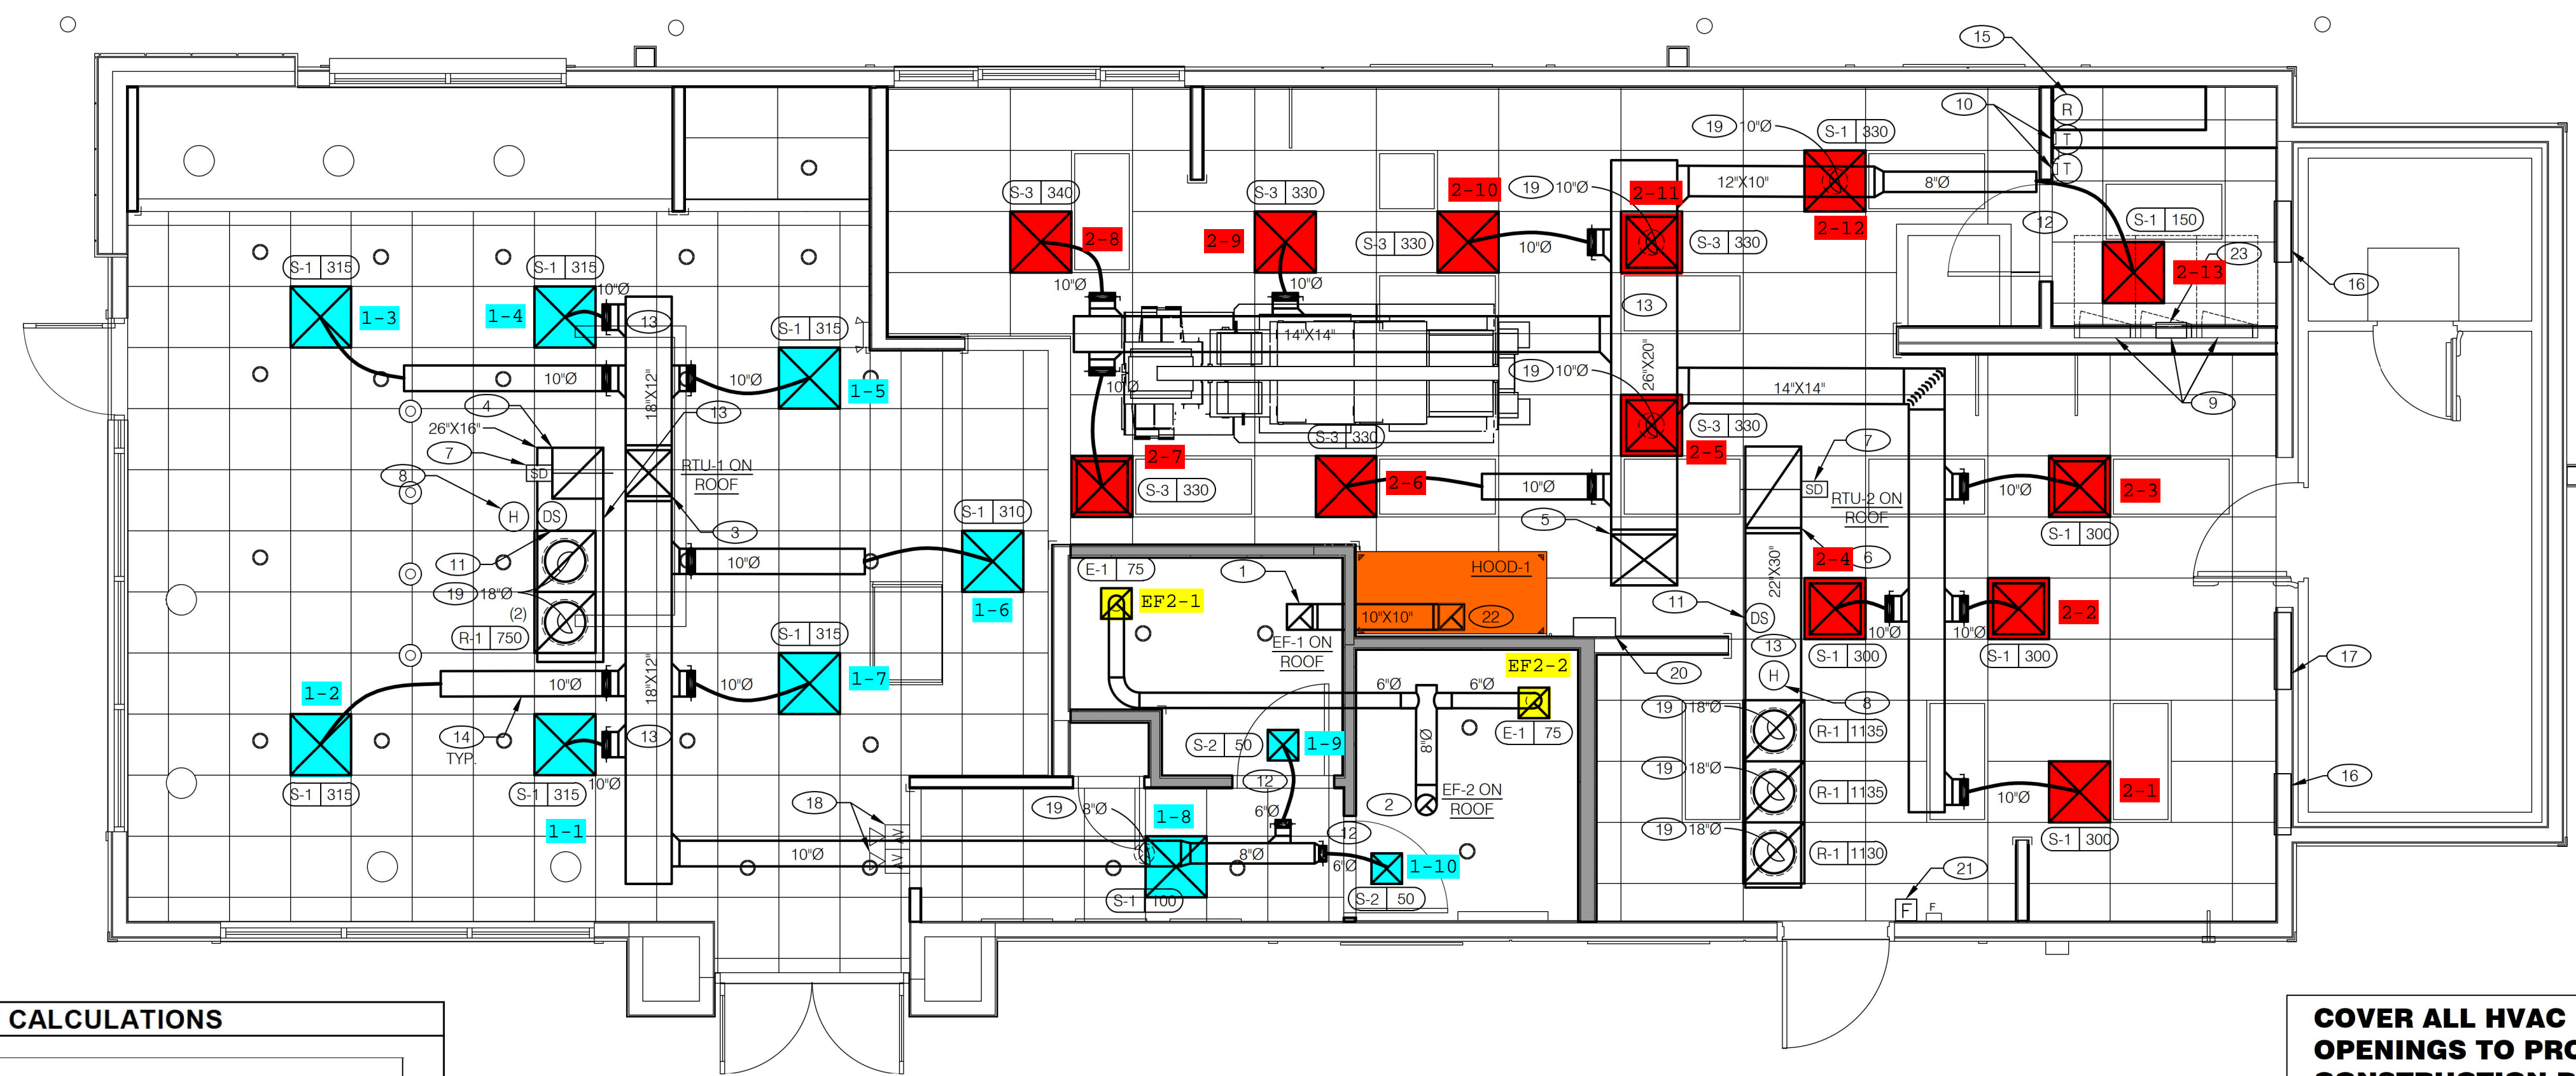 15
R
10
T
T
19 10"Ø
S-1 330
12"X10"
8"Ø
2-12
12
S-1 150
23
2-13
16
S-3 340
2-8
10"Ø
S-3 330
2-9
10"Ø
2-10
S-3 330
10"Ø
19 10"Ø
2-11
S-3 330
13
14"X14"
26"X20"
19 10"Ø
S-3 330
2-5
14"X14"
9
S-1 315
1-3
S-1 315
1-4
10"Ø
13
S-1 315
1-5
10"Ø
10"Ø
18"X12"
4
13
26"X16"
7
SD
8
H
DS
RTU-1 ON
ROOF
3
11
19 18"Ø
(2)
R-1 750
10"Ø
S-1 310
1-6
10"Ø
2-7
S-3 330
S-3 330
2-6
10"Ø
5
7
SD
RTU-2 ON
ROOF
6
2-4
22"X30"
10"Ø
2-3
S-1 300
E-1 75
EF2-1
1
HOOD-1
10"X10"
22
EF-1 ON
ROOF
11
DS
13
H
8
S-1 300
10"Ø
10"Ø
2-2
S-1 300
20
17
S-1 315
1-7
10"Ø
10"Ø
18"X12"
1-2
14
TYP.
13
S-1 315
S-1 315
10"Ø
1-1
EF2-2
6"Ø
6"Ø
E-1 75
8"Ø
S-2 50
1-9
12
6"Ø
2
EF-2 ON
ROOF
19 18"Ø
R-1 1135
19 18"Ø
R-1 1135
19 18"Ø
R-1 1130
10"Ø
2-1
S-1 300
16
18
AV
AV
19 8"Ø
1-8
10"Ø
8"Ø
S-1 100
12
6"Ø
1-10
S-2 50
21
F
F
CALCULATIONS
COVER ALL HVAC
OPENINGS TO